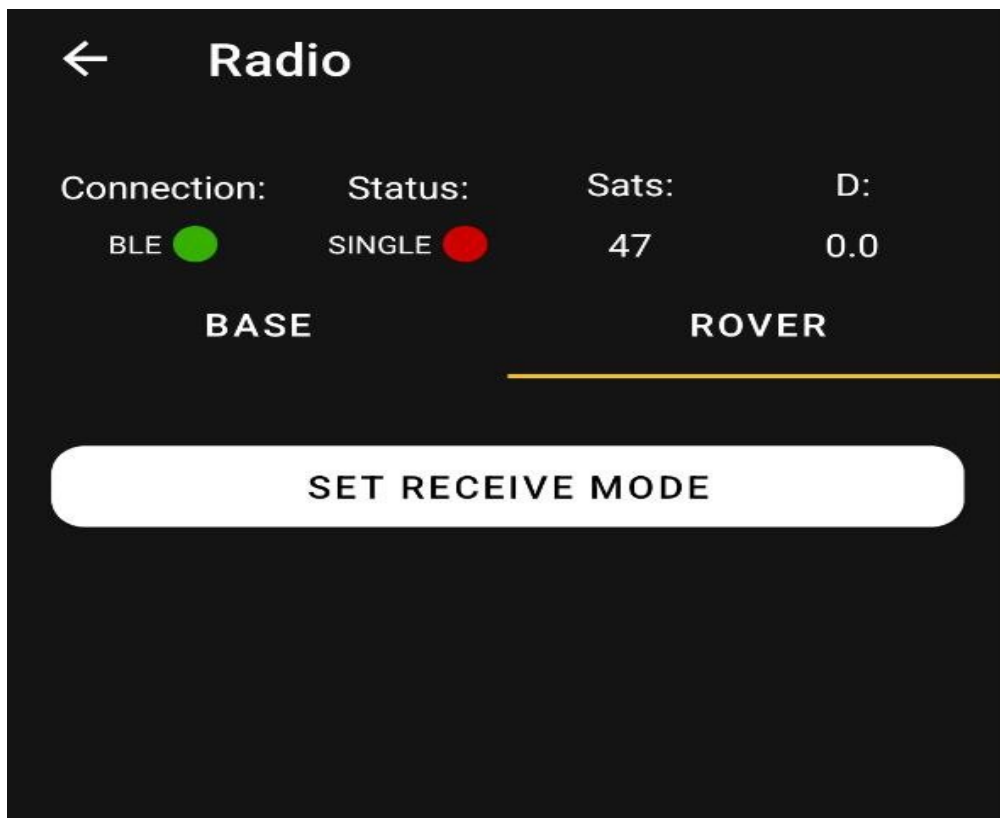 Radio
Connection: Status: Sats: D:
BLE SINGLE 47 0.0
BASE ROVER
SET RECEIVE MODE